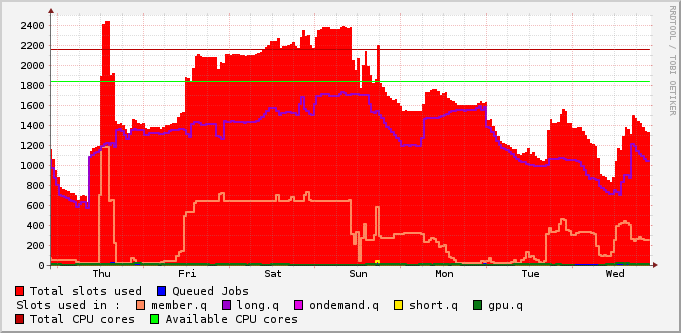 2400
2200
2000
1800
1600
1400
1200
1000
800
600
400
200
0
Thu Fri Sat Sun Mon Tue Wed
RRDTOOL / TOBI OETIKER
Total slots used Queued Jobs
Slots used in : member.q long.q ondemand.q short.q gpu.q
Total CPU cores Available CPU cores